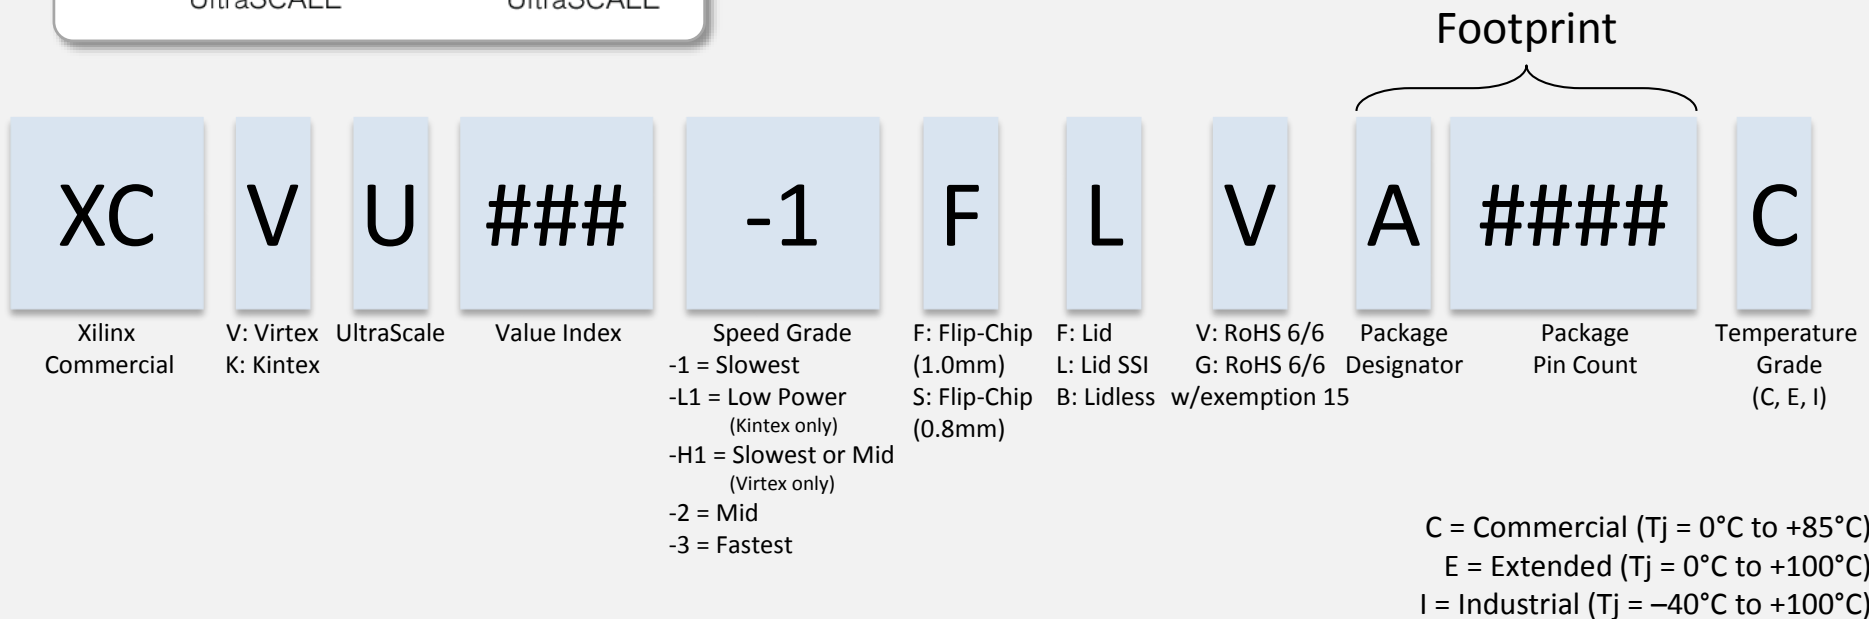 UltraSCALE UltraSCALE
Footprint
XC V U ### -1 F L V A #### C
Xilinx
Commercial
V: Virtex
K: Kintex
UltraScale
Value Index
Speed Grade
-1 = Slowest
-L1 = Low Power
(Kintex only)
-H1 = Slowest or Mid
(Virtex only)
-2 = Mid
-3 = Fastest
F: Flip-Chip
(1.0mm)
S: Flip-Chip
(0.8mm)
F: Lid
L: Lid SSI
B: Lidless
V: RoHS 6/6
G: RoHS 6/6
w/exemption 15
Package
Designator
Package
Pin Count
Temperature
Grade
(C, E, I)
C = Commercial (Tj = 0°C to +85°C)
E = Extended (Tj = 0°C to +100°C)
I = Industrial (Tj = –40°C to +100°C)